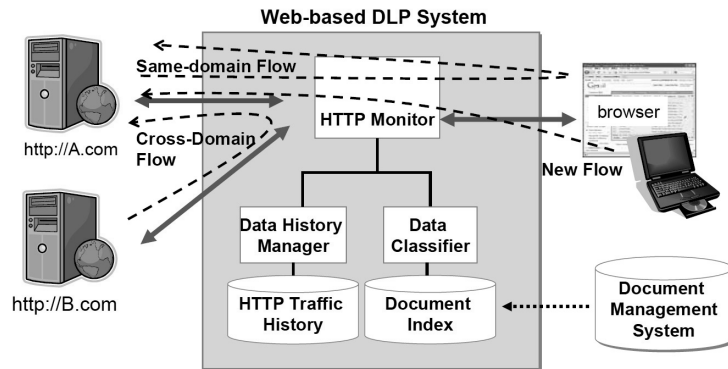 Web-based DLP System
Same-domain Flow
http://A.com
Cross-Domain
Flow
HTTP Monitor
browser
New Flow
http://B.com
Data History
Manager
Data
Classifier
HTTP Traffic
History
Document
Index
Document
Management
System